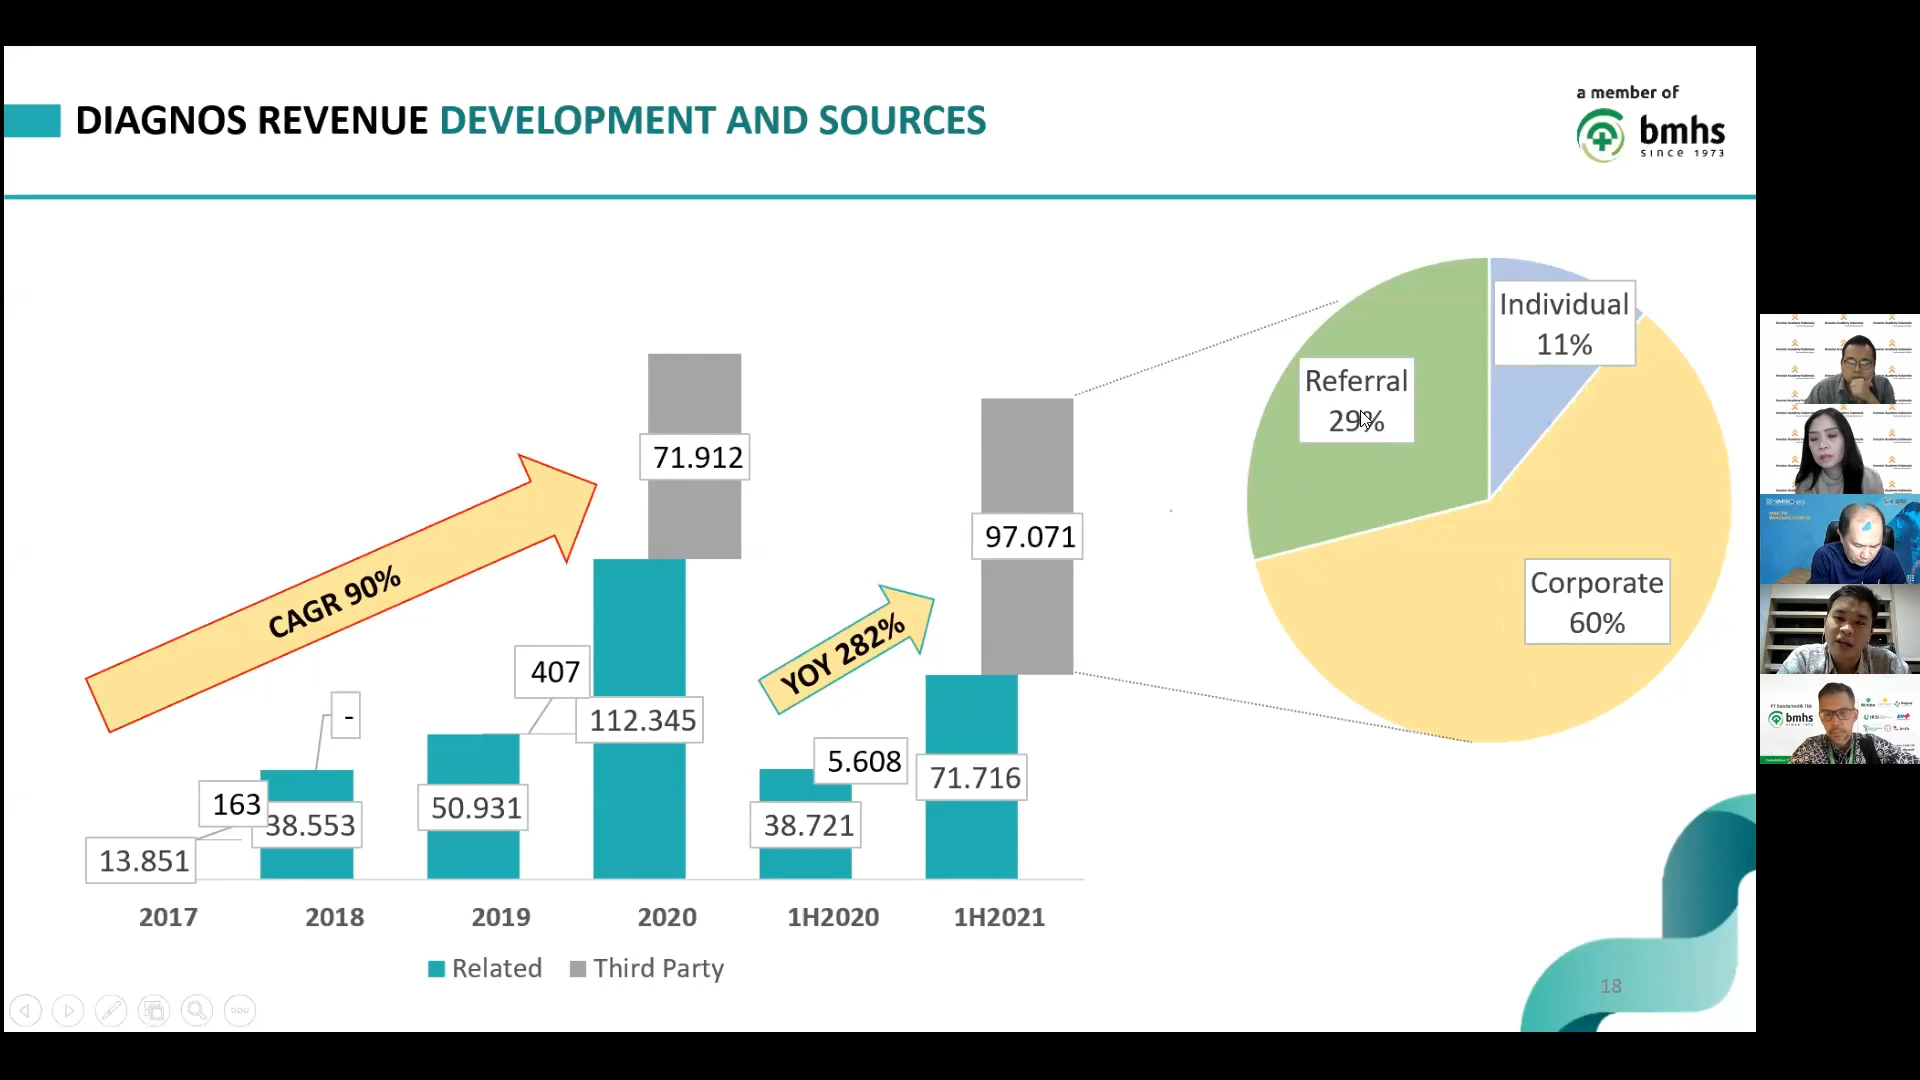 DIAGNOS REVENUE DEVELOPMENT AND SOURCES
a member of
bmhs
SINCE 1973
CAGR 90%
YOY 282%
163
13.851
-
38.553
407
50.931
71.912
112.345
5.608
38.721
97.071
71.716
2017
2018
2019
2020
1H2020
1H2021
Related
Third Party
Individual
11%
Referral
29%
Corporate
60%
18
bmhs